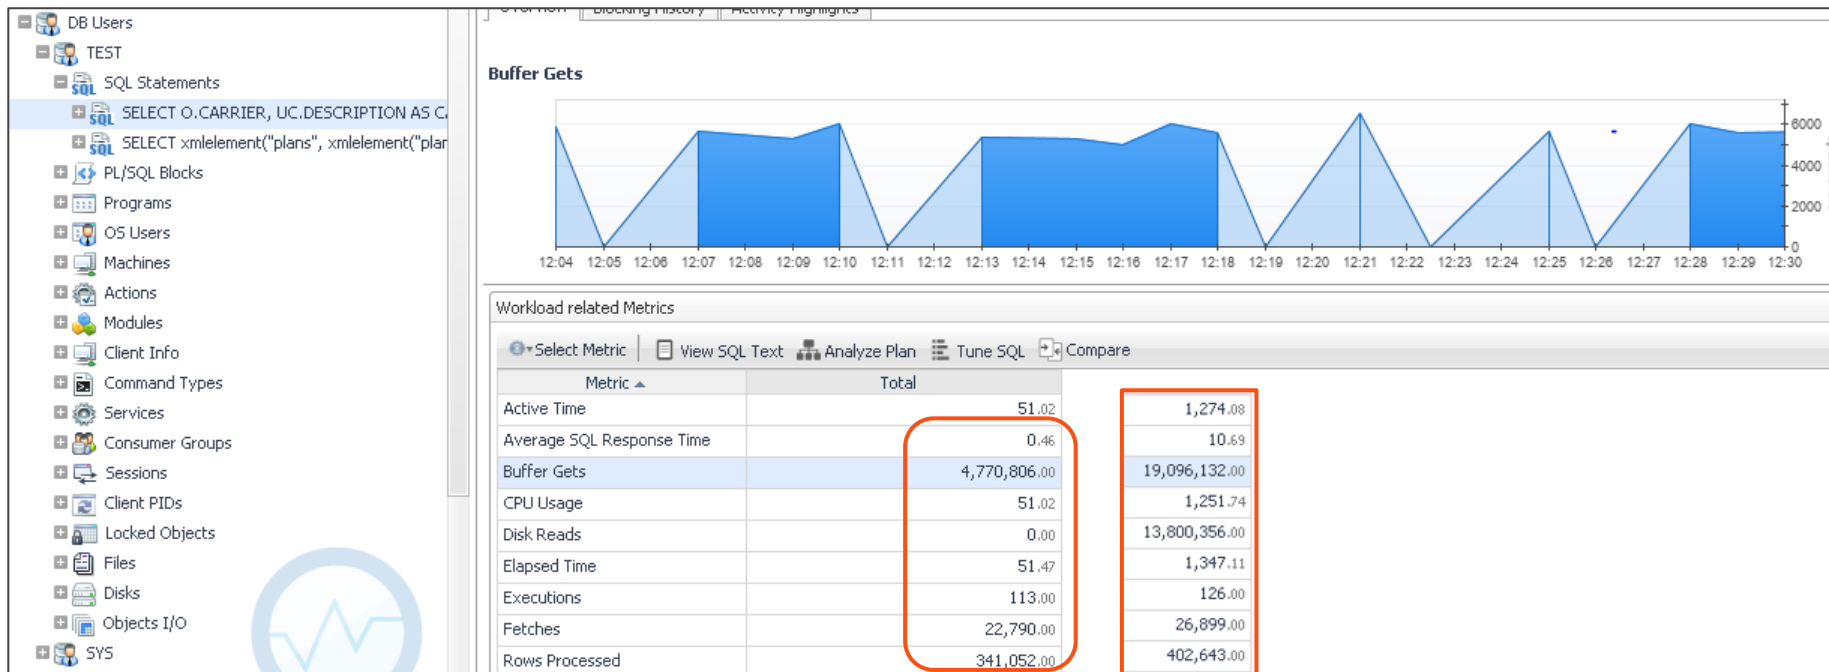 DB Users
TEST
SQL Statements
SELECT O.CARRIER, UC.DESCRIPTION AS C
SELECT xmlelement("plans", xmlelement("plar
PL/SQL Blocks
Programs
OS Users
Machines
Actions
Modules
Client Info
Command Types
Services
Consumer Groups
Sessions
Client PIDs
Locked Objects
Files
Disks
Objects I/O
SYS
Overview Blocking History Activity Highlights
Buffer Gets
6000
4000
2000
0
12:04 12:05 12:06 12:07 12:08 12:09 12:10 12:11 12:12 12:13 12:14 12:15 12:16 12:17 12:18 12:19 12:20 12:21 12:22 12:23 12:24 12:25 12:26 12:27 12:28 12:29 12:30
Workload related Metrics
Select Metric View SQL Text Analyze Plan Tune SQL Compare
Metric Total
Active Time 51.02 1,274.08
Average SQL Response Time 0.46 10.69
Buffer Gets 4,770,806.00 19,096,132.00
CPU Usage 51.02 1,251.74
Disk Reads 0.00 13,800,356.00
Elapsed Time 51.47 1,347.11
Executions 113.00 126.00
Fetches 22,790.00 26,899.00
Rows Processed 341,052.00 402,643.00